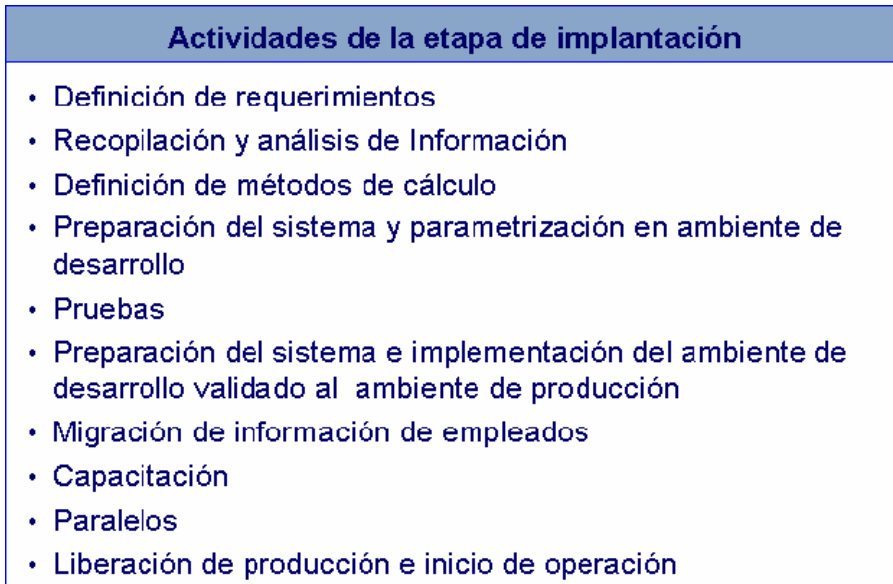 Actividades de la etapa de implantación
• Definición de requerimientos
• Recopilación y análisis de Información
• Definición de métodos de cálculo
• Preparación del sistema y parametrización en ambiente de
desarrollo
• Pruebas
• Preparación del sistema e implementación del ambiente de
desarrollo validado al ambiente de producción
• Migración de información de empleados
• Capacitación
• Paralelos
• Liberación de producción e inicio de operación